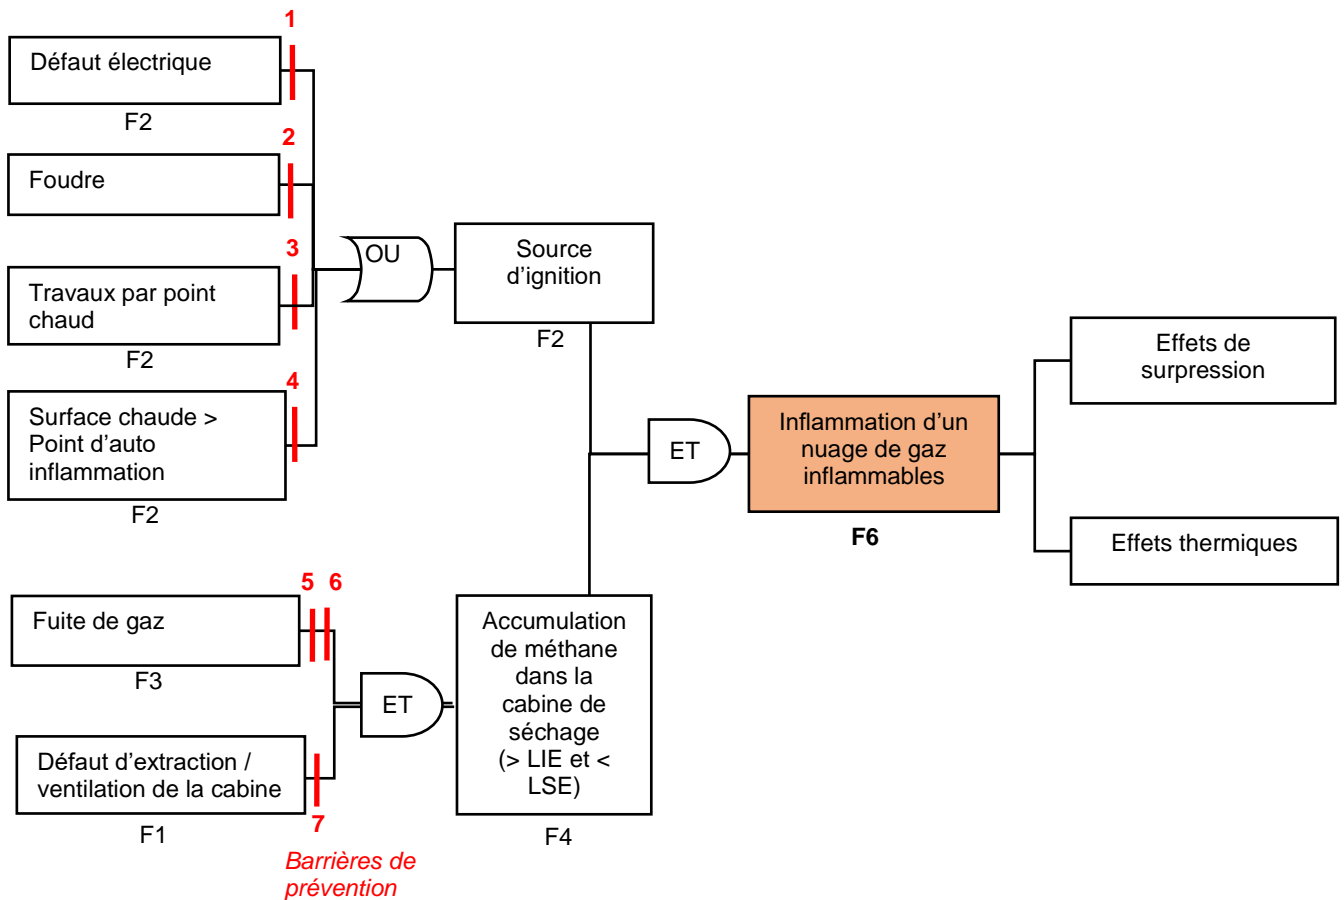 1
Défaut électrique
F2
2
Foudre
3
Travaux par point
chaud
F2
4
Surface chaude >
Point d'auto
inflammation
F2
OU
Source
d'ignition
F2
5 6
Fuite de gaz
F3
Défaut d'extraction /
ventilation de la cabine
F1
7
Barrières de
prévention
ET
Accumulation
de méthane
dans la
cabine de
séchage
(> LIE et <
LSE)
F4
ET
Inflammation d'un
nuage de gaz
inflammables
F6
Effets de
surpression
Effets thermiques